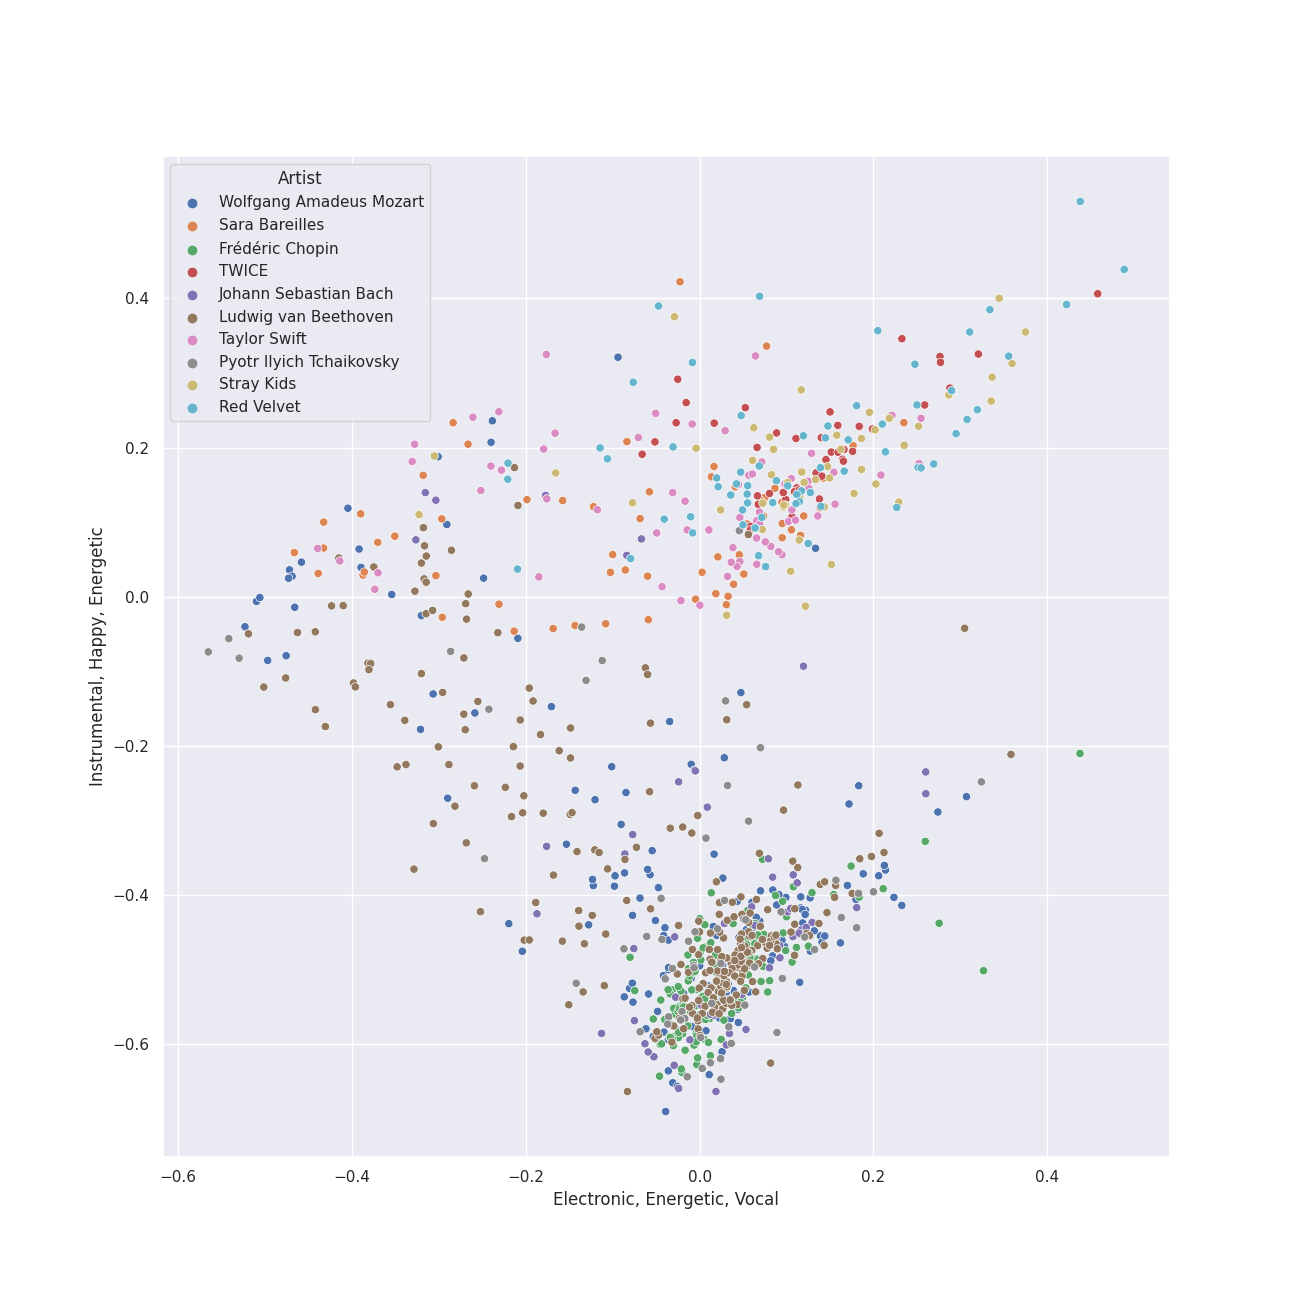 Artist
Wolfgang Amadeus Mozart
Sara Bareilles
Frédéric Chopin
TWICE
Johann Sebastian Bach
Ludwig van Beethoven
Taylor Swift
Pyotr Ilyich Tchaikovsky
Stray Kids
Red Velvet
0.4
0.2
0.0
−0.2
−0.4
−0.6
Instrumental, Happy, Energetic
−0.6 −0.4 −0.2 0.0 0.2 0.4
Electronic, Energetic, Vocal